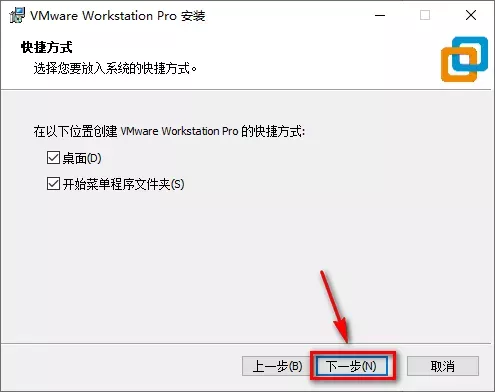 VMware Workstation Pro 安装
快捷方式
选择您要放入系统的快捷方式。
在以下位置创建 VMware Workstation Pro 的快捷方式:
桌面(D)
开始菜单程序文件夹(S)
上一步(B) 下一步(N) 取消